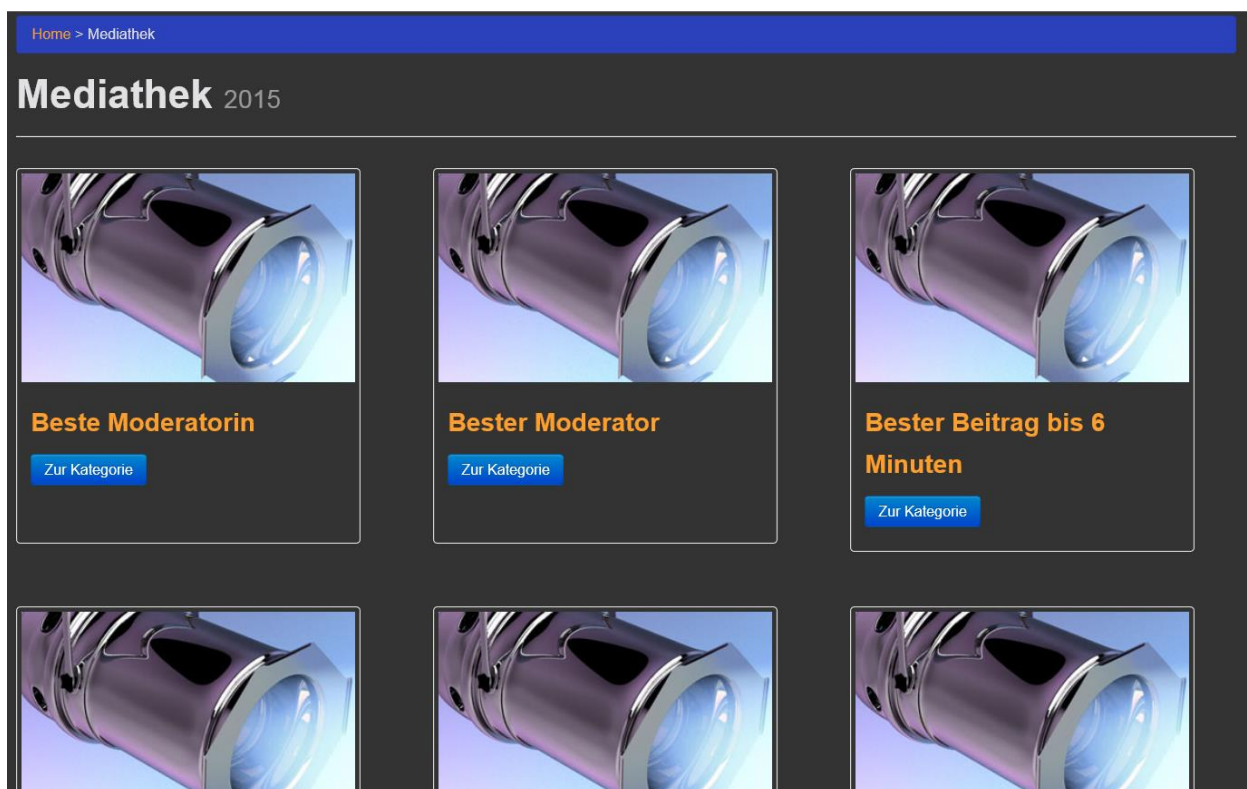 Home > Mediathek
Mediathek 2015
Beste Moderatorin
Zur Kategorie
Bester Moderator
Zur Kategorie
Bester Beitrag bis 6
Minuten
Zur Kategorie